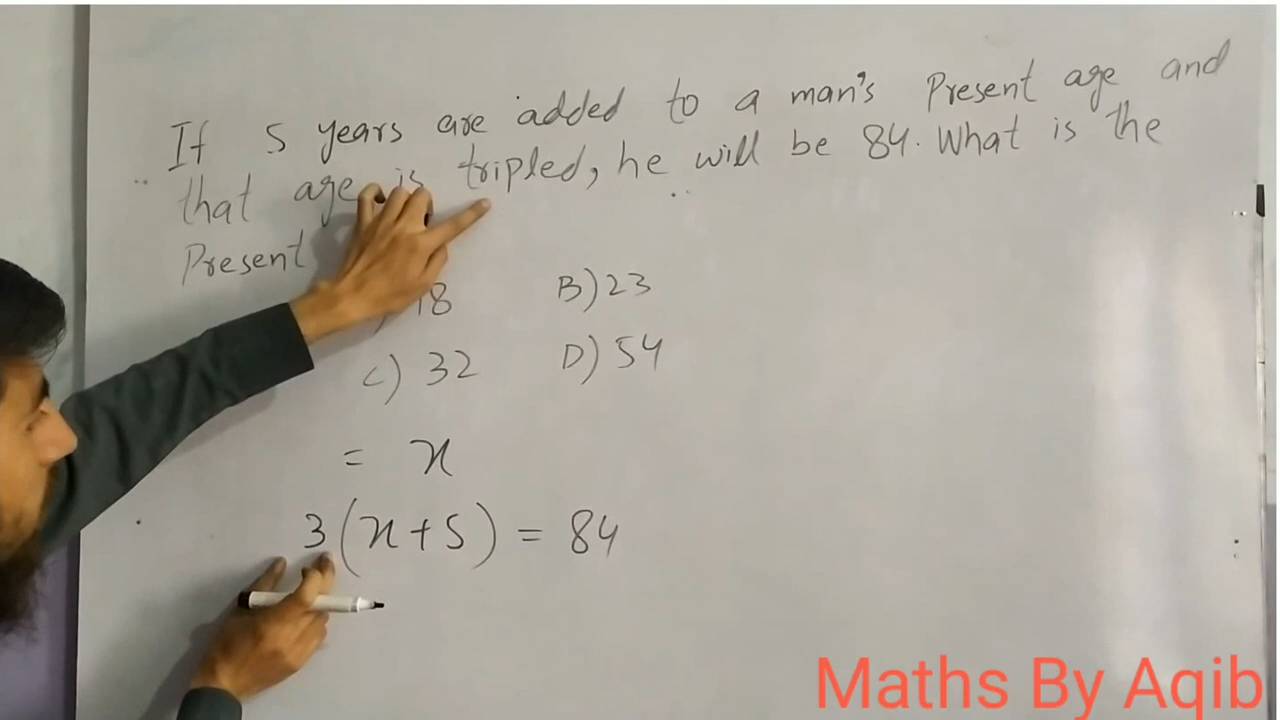 If 5 years are added to a man's Present age and
that age is tripled, he will be 84. What is the
Present
) 18 B) 23
C) 32 D) 54
= x
3(x+5) = 84
Maths By Aqib